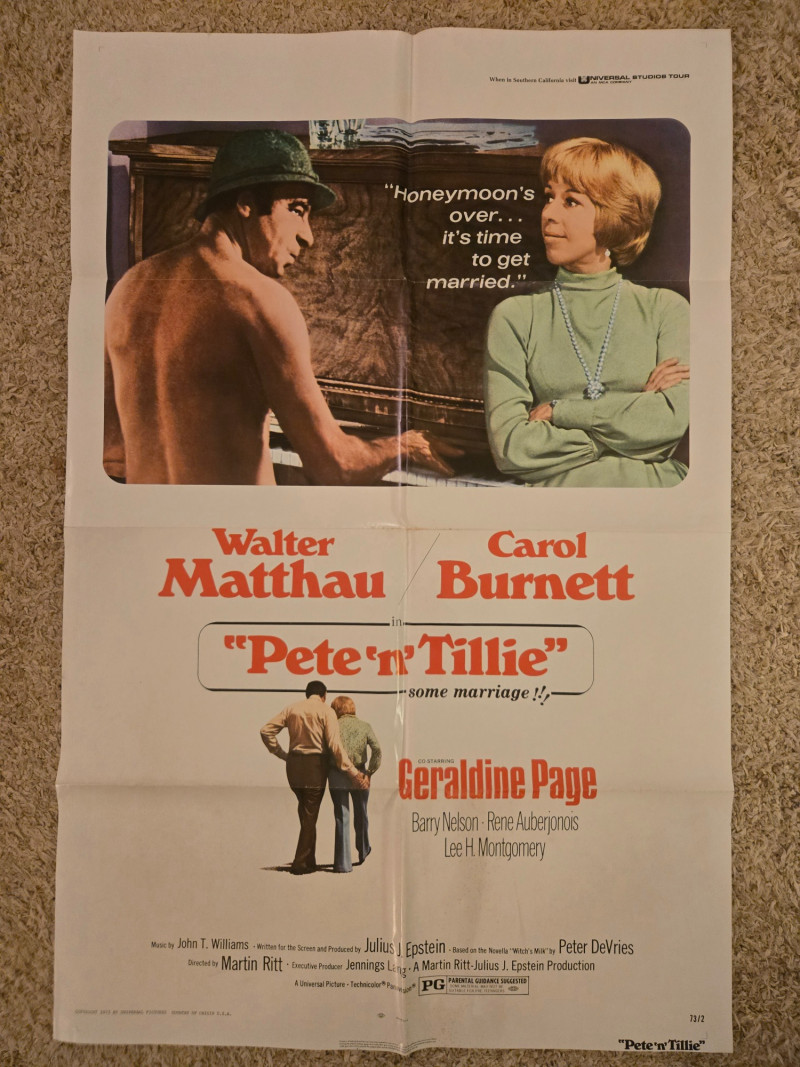 When in Southern California visit UNIVERSAL STUDIOS TOUR
AN MCA COMPANY
"Honeymoon's
over...
it's time
to get
married."
Walter Matthau / Carol Burnett
in
"Pete 'n' Tillie"
some marriage!!,
CO-STARRING
Geraldine Page
Barry Nelson · Rene Auberjonois
Lee H. Montgomery
Music by John T. Williams · Written for the Screen and Produced by Julius J. Epstein · Based on the Novella "Witch's Milk" by Peter DeVries
Directed by Martin Ritt · Executive Producer Jennings Lang · A Martin Ritt-Julius J. Epstein Production
A Universal Picture · Technicolor®
PG PARENTAL GUIDANCE SUGGESTED
73/2
"Pete 'n' Tillie"